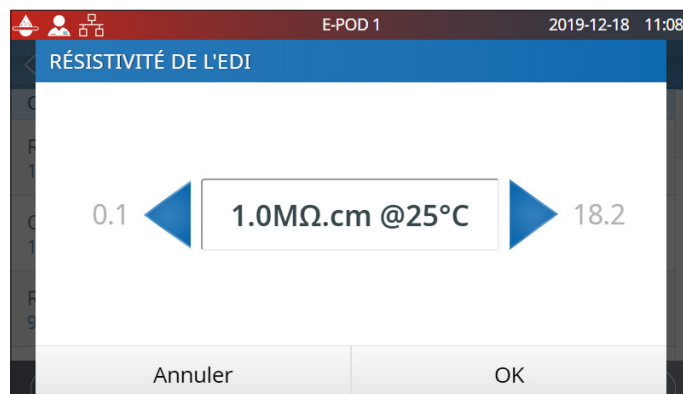 E-POD 1 2019-12-18 11:08
RÉSISTIVITÉ DE L'EDI
0.1 1.0MΩ.cm @25°C 18.2
Annuler OK